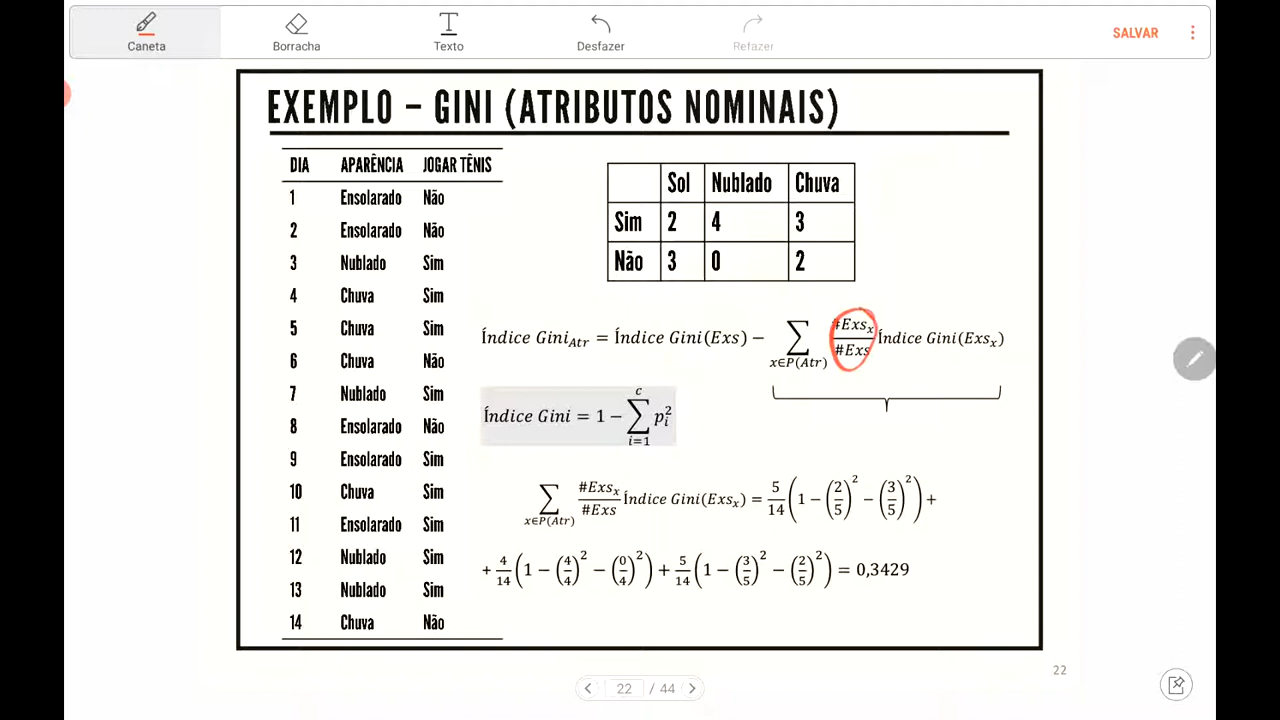 Caneta Borracha Texto Desfazer Refazer SALVAR
EXEMPLO – GINI (ATRIBUTOS NOMINAIS)
DIA APARÊNCIA JOGAR TÊNIS
1 Ensolarado Não
2 Ensolarado Não
3 Nublado Sim
4 Chuva Sim
5 Chuva Sim
6 Chuva Não
7 Nublado Sim
8 Ensolarado Não
9 Ensolarado Sim
10 Chuva Sim
11 Ensolarado Sim
12 Nublado Sim
13 Nublado Sim
14 Chuva Não
Sol Nublado Chuva
Sim 2 4 3
Não 3 0 2
Índice Gini_Atr = Índice Gini(Exs) − ∑_{x∈P(Atr)} #Exs_x/#Exs Índice Gini(Exs_x)
Índice Gini = 1 − ∑_{i=1}^{c} p_i^2
∑_{x∈P(Atr)} #Exs_x/#Exs Índice Gini(Exs_x) = 5/14 (1 − (2/5)^2 − (3/5)^2) +
+ 4/14 (1 − (4/4)^2 − (0/4)^2) + 5/14 (1 − (3/5)^2 − (2/5)^2) = 0,3429
22
22 / 44